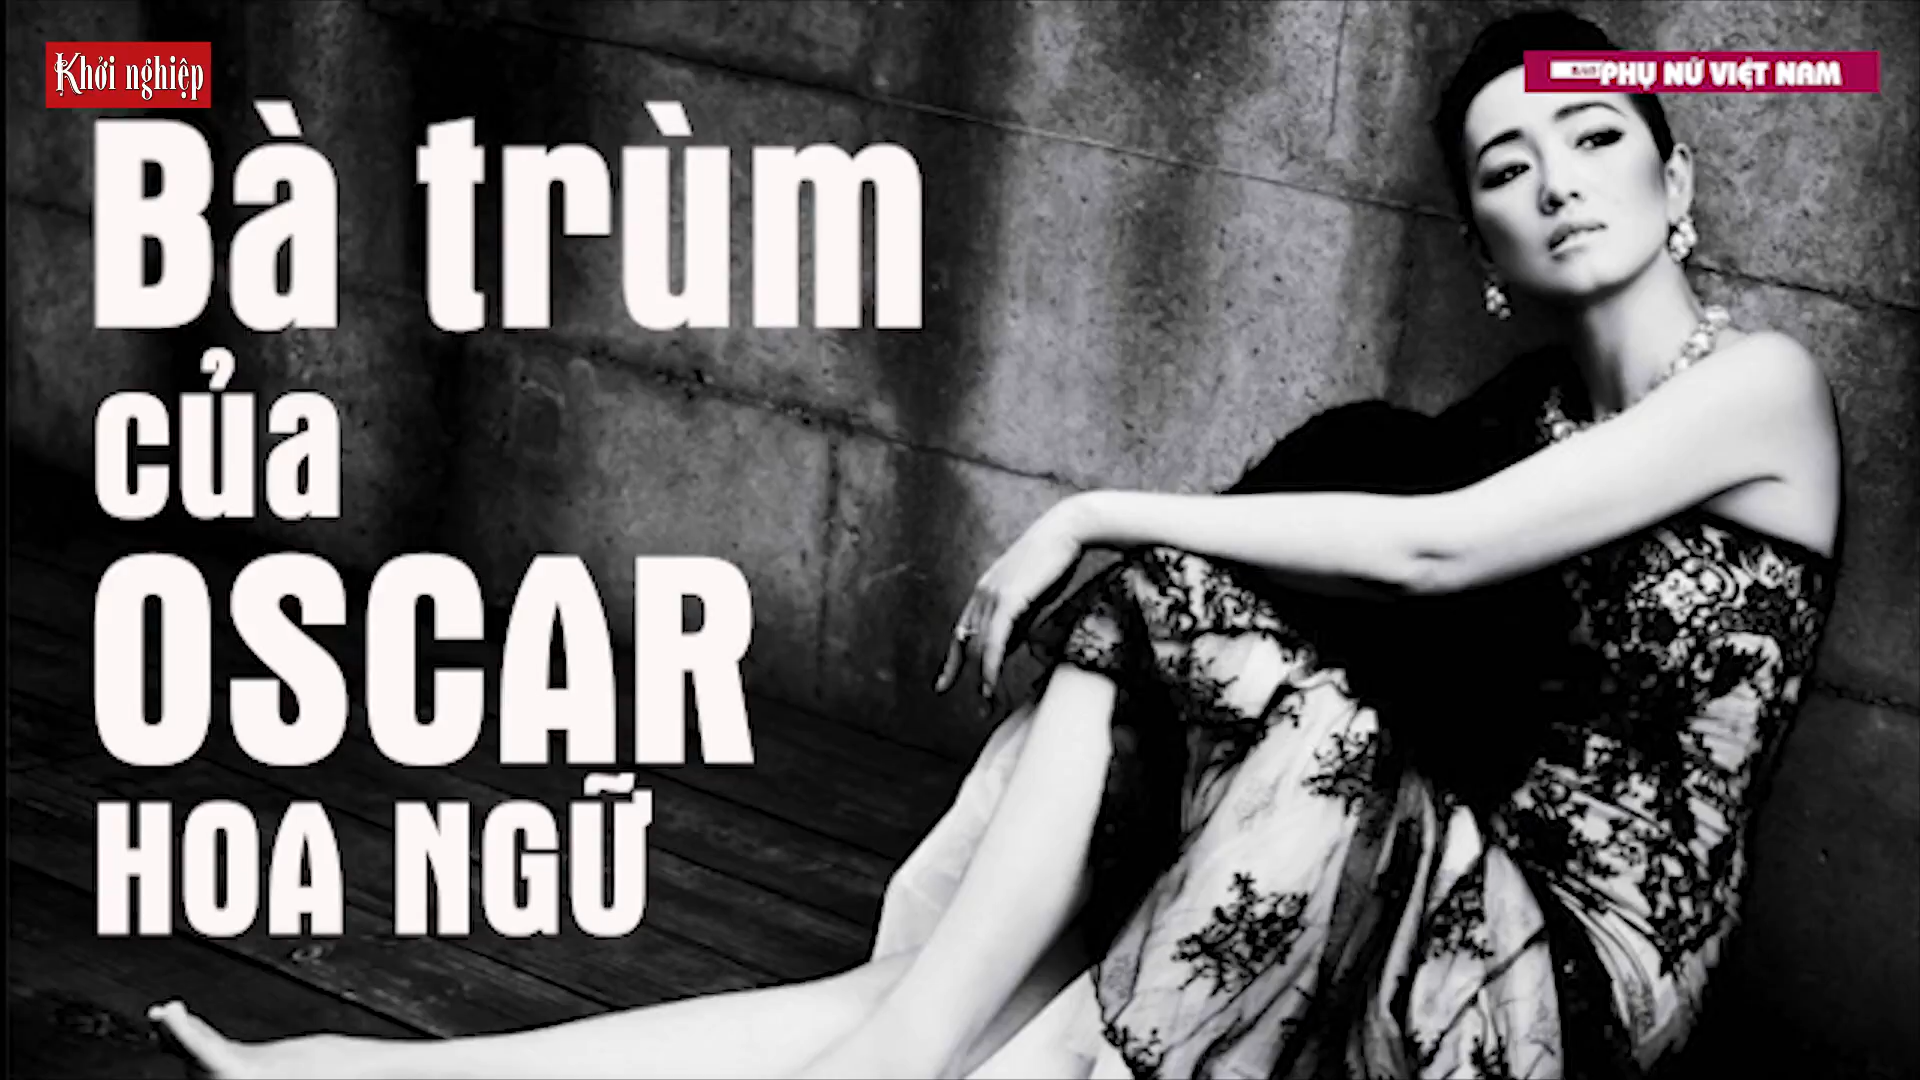 Khởi nghiệp
PHỤ NỮ VIỆT NAM
Bà trùm
của
OSCAR
HOA NGỮ